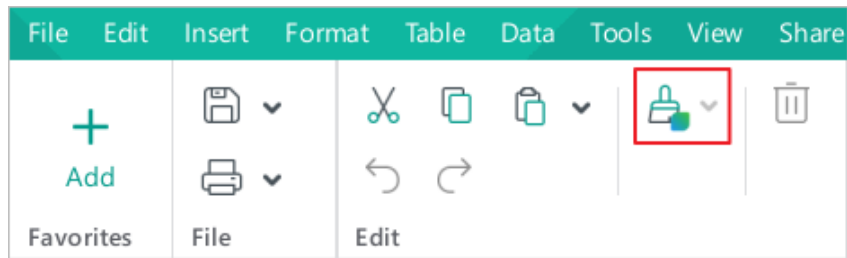 File Edit Insert Format Table Data Tools View Share
Add
Favorites File Edit